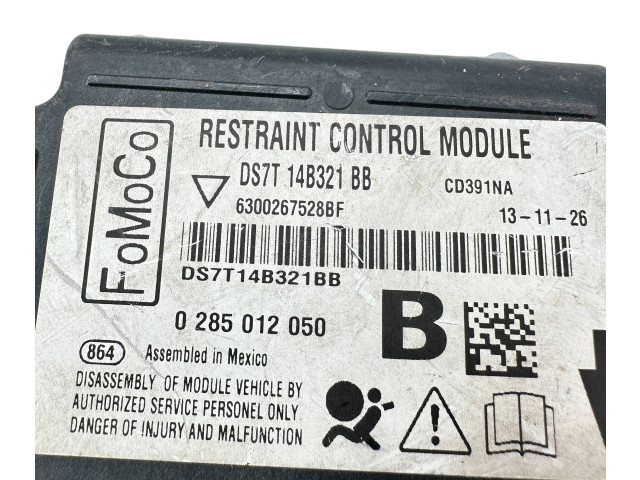 FoMoCo
RESTRAINT CONTROL MODULE
DS7T 14B321 BB CD391NA
6300267528BF 13-11-26
DS7T14B321BB
0 285 012 050 B
864 Assembled in Mexico
DISASSEMBLY OF MODULE VEHICLE BY
AUTHORIZED SERVICE PERSONEL ONLY.
DANGER OF INJURY AND MALFUNCTION